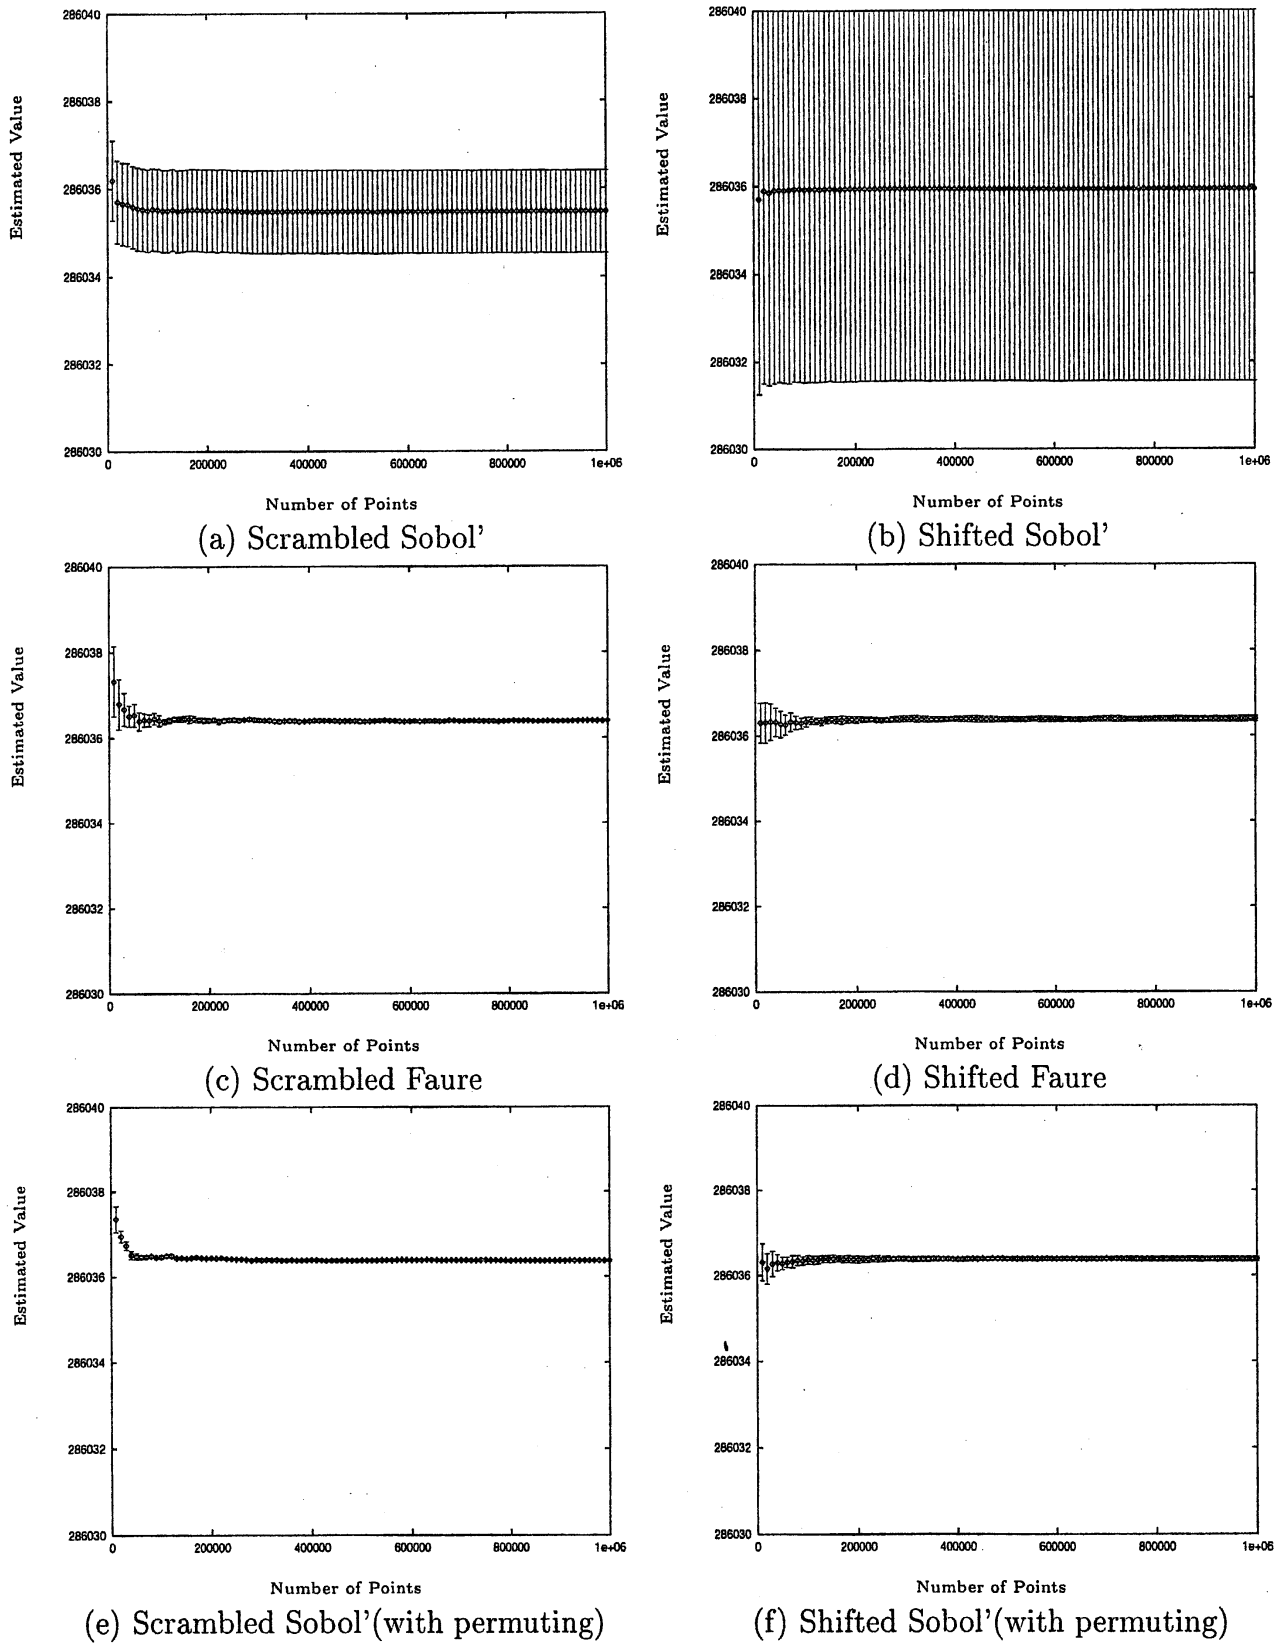 286040
286038
286036
286034
286032
286030
0 200000 400000 600000 800000 1e+06
Estimated Value
Number of Points
(a) Scrambled Sobol'
286040
286038
286036
286034
286032
286030
0 200000 400000 600000 800000 1e+06
Estimated Value
Number of Points
(b) Shifted Sobol'
286040
286038
286036
286034
286032
286030
0 200000 400000 600000 800000 1e+06
Estimated Value
Number of Points
(c) Scrambled Faure
286040
286038
286036
286034
286032
286030
0 200000 400000 600000 800000 1e+06
Estimated Value
Number of Points
(d) Shifted Faure
286040
286038
286036
286034
286032
286030
0 200000 400000 600000 800000 1e+06
Estimated Value
Number of Points
(e) Scrambled Sobol'(with permuting)
286040
286038
286036
286034
286032
286030
0 200000 400000 600000 800000 1e+06
Estimated Value
Number of Points
(f) Shifted Sobol'(with permuting)